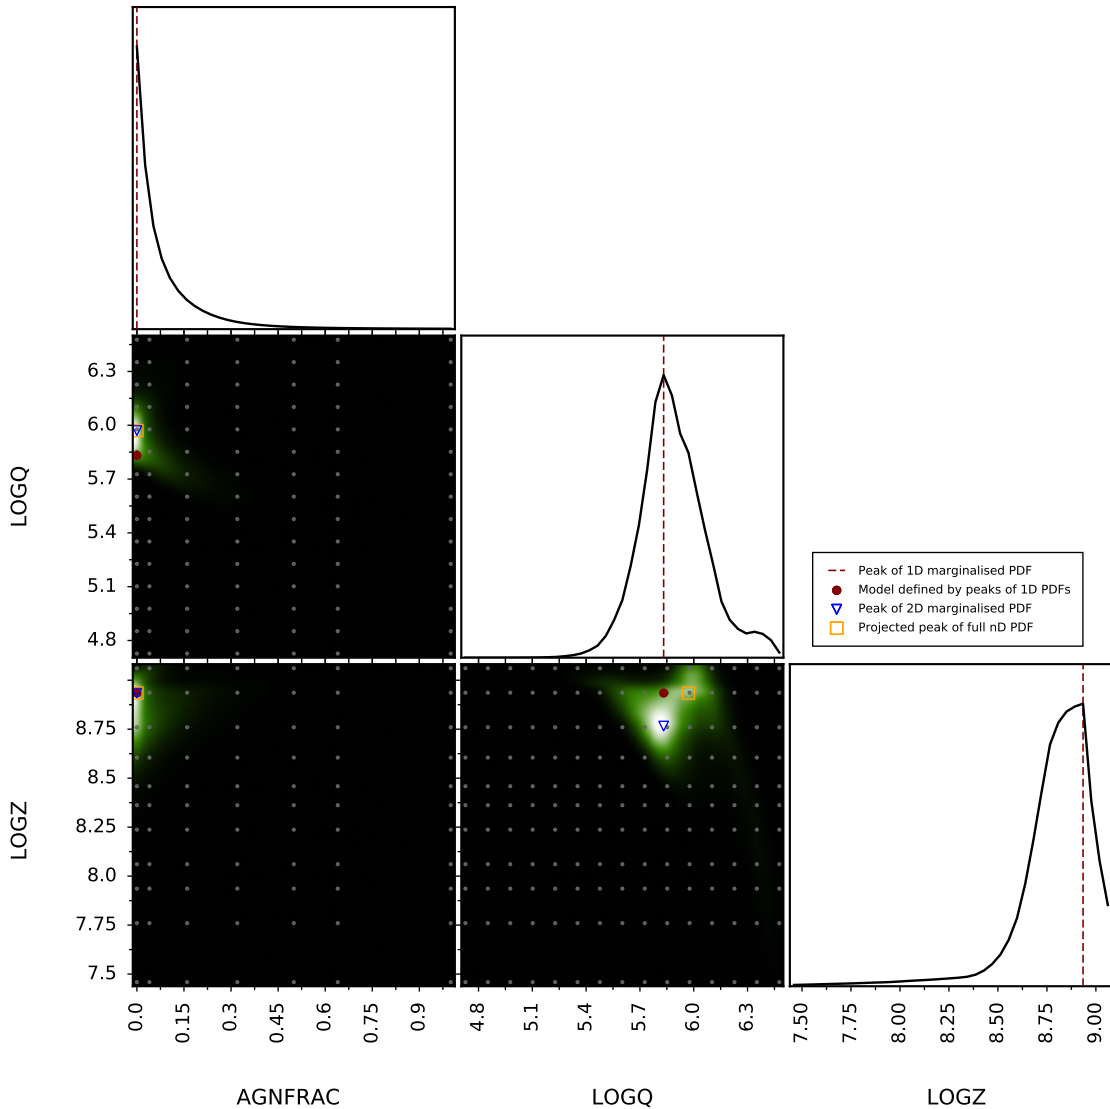 6.3
6.0
5.7
5.4
5.1
4.8
LOGQ
Peak of 1D marginalised PDF
Model defined by peaks of 1D PDFs
Peak of 2D marginalised PDF
Projected peak of full nD PDF
8.75
8.5
8.25
8.0
7.75
7.5
LOGZ
0.0 0.15 0.3 0.45 0.6 0.75 0.9
4.8 5.1 5.4 5.7 6.0 6.3
7.50 7.75 8.00 8.25 8.50 8.75 9.00
AGNFRAC LOGQ LOGZ